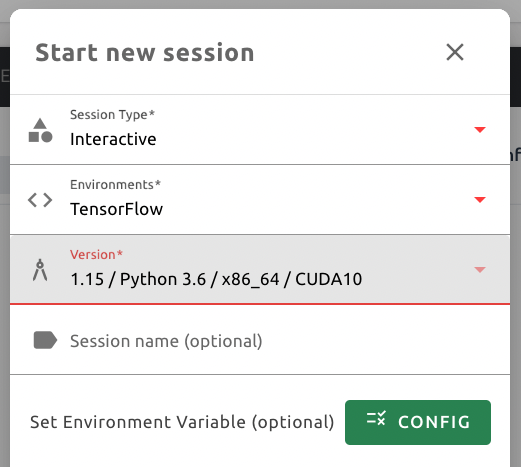 Start new session
Session Type*
Interactive
Environments*
TensorFlow
Version*
1.15 / Python 3.6 / x86_64 / CUDA10
Session name (optional)
Set Environment Variable (optional)
CONFIG